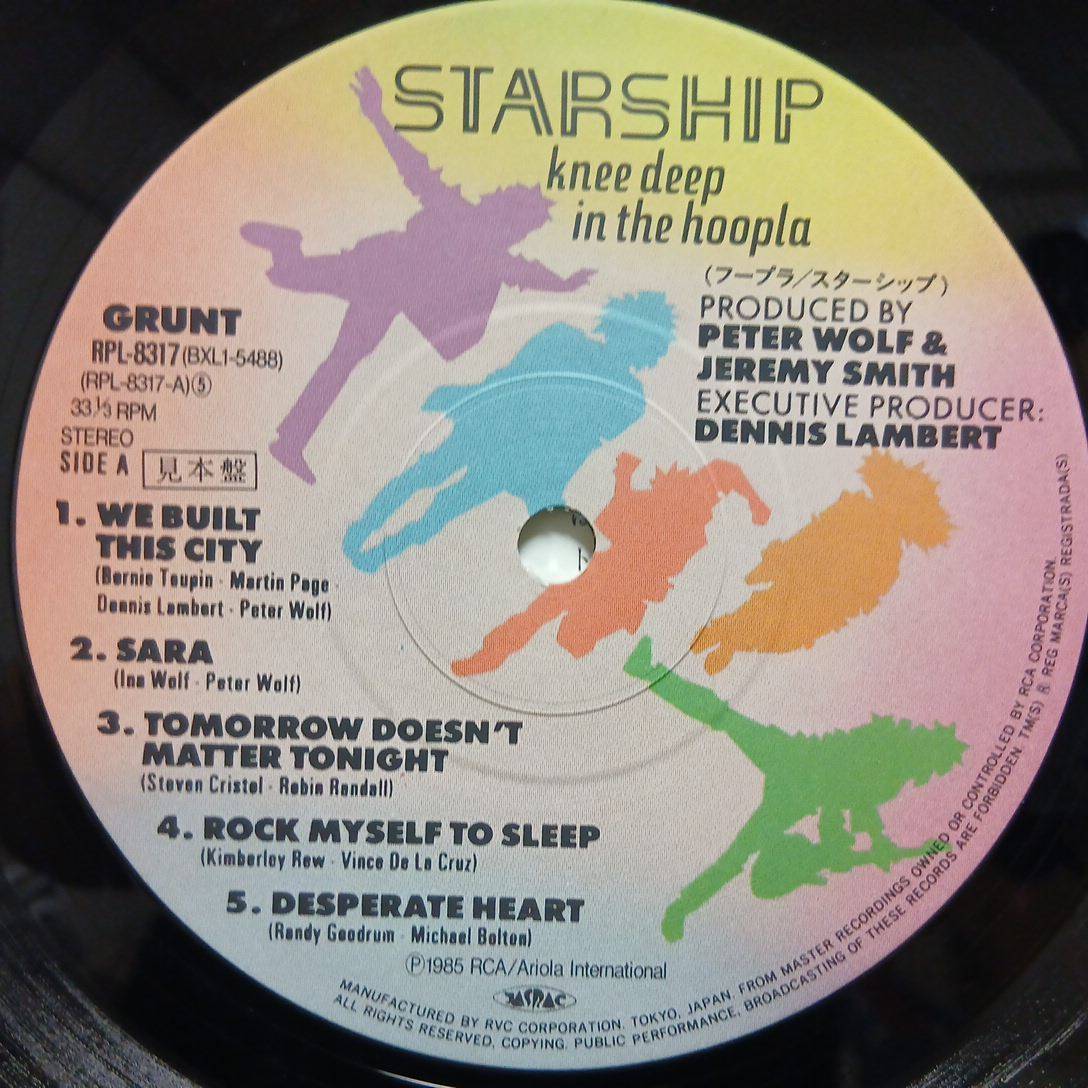 STARSHIP
knee deep
in the hoopla
(フープラ/スターシップ)
PRODUCED BY
PETER WOLF &
JEREMY SMITH
EXECUTIVE PRODUCER:
DENNIS LAMBERT
GRUNT
RPL-8317 (BXL1-5488)
(RPL-8317-A)⑤
33 1/3 RPM
STEREO
SIDE A 見本盤
1. WE BUILT
THIS CITY
(Bernie Taupin · Martin Page ·
Dennis Lambert · Peter Wolf)
2. SARA
(Ina Wolf · Peter Wolf)
3. TOMORROW DOESN'T
MATTER TONIGHT
(Steven Cristol · Robin Randall)
4. ROCK MYSELF TO SLEEP
(Kimberley Rew · Vince De La Cruz)
5. DESPERATE HEART
(Randy Goodrum · Michael Bolton)
Ⓟ1985 RCA/Ariola International
JASRAC
MANUFACTURED BY RVC CORPORATION, TOKYO, JAPAN. FROM MASTER RECORDINGS OWNED OR CONTROLLED BY RCA CORPORATION.
ALL RIGHTS RESERVED, COPYING, PUBLIC PERFORMANCE, BROADCASTING OF THESE RECORDS ARE FORBIDDEN. TM(S) ® REG MARCA(S) REGISTRADA(S)